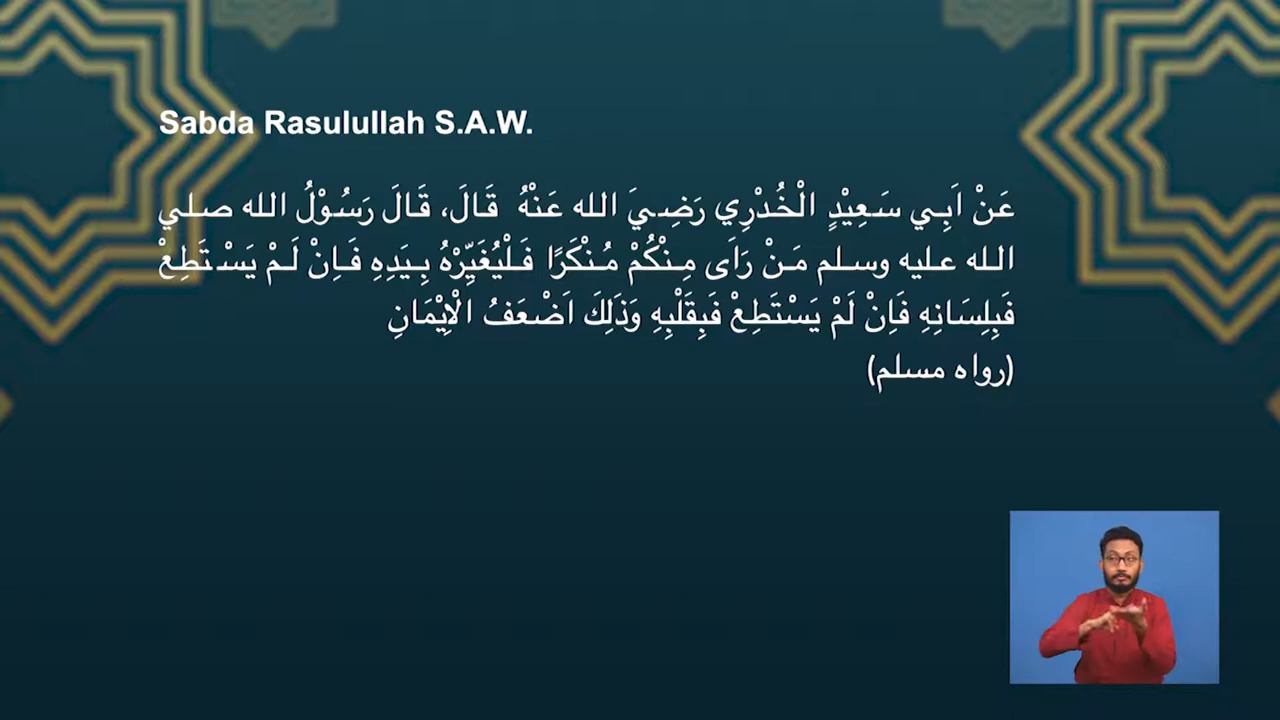 Sabda Rasulullah S.A.W.
عَنْ اَبِي سَعِيْدٍ الْخُدْرِي رَضِيَ الله عَنْهُ قَالَ، قَالَ رَسُوْلُ الله صلي
الله عليه وسلم مَنْ رَاَى مِنْكُمْ مُنْكَرًا فَلْيُغَيِّرْهُ بِيَدِهِ فَاِنْ لَمْ يَسْتَطِعْ
فَبِلِسَانِهِ فَاِنْ لَمْ يَسْتَطِعْ فَبِقَلْبِهِ وَذَلِكَ اَضْعَفُ الْاِيْمَانِ
(رواه مسلم)